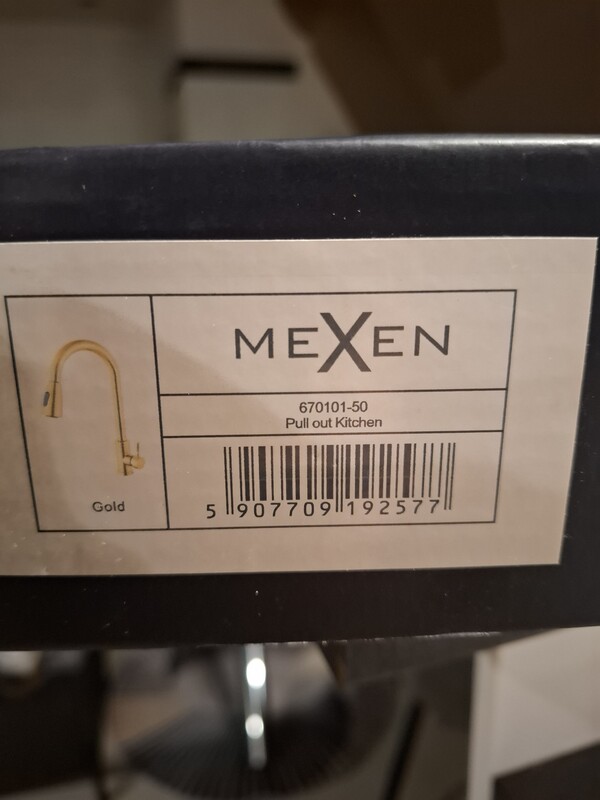 MEXEN
670101-50
Pull out Kitchen
Gold
5 907709 192577